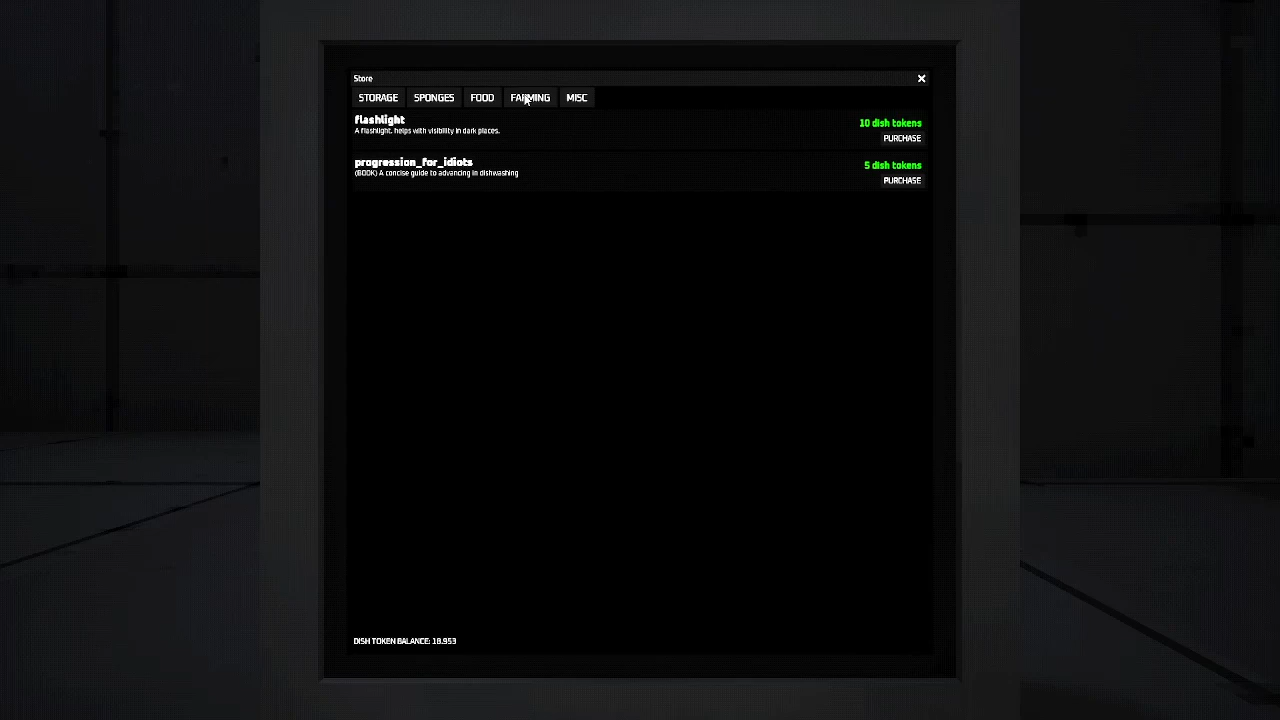 Store
STORAGE SPONGES FOOD FARMING MISC
flashlight
10 dish tokens
A flashlight. helps with visibility in dark places.
PURCHASE
progression_for_idiots
5 dish tokens
(BOOK) A concise guide to advancing in dishwashing
PURCHASE
DISH TOKEN BALANCE: 18.953